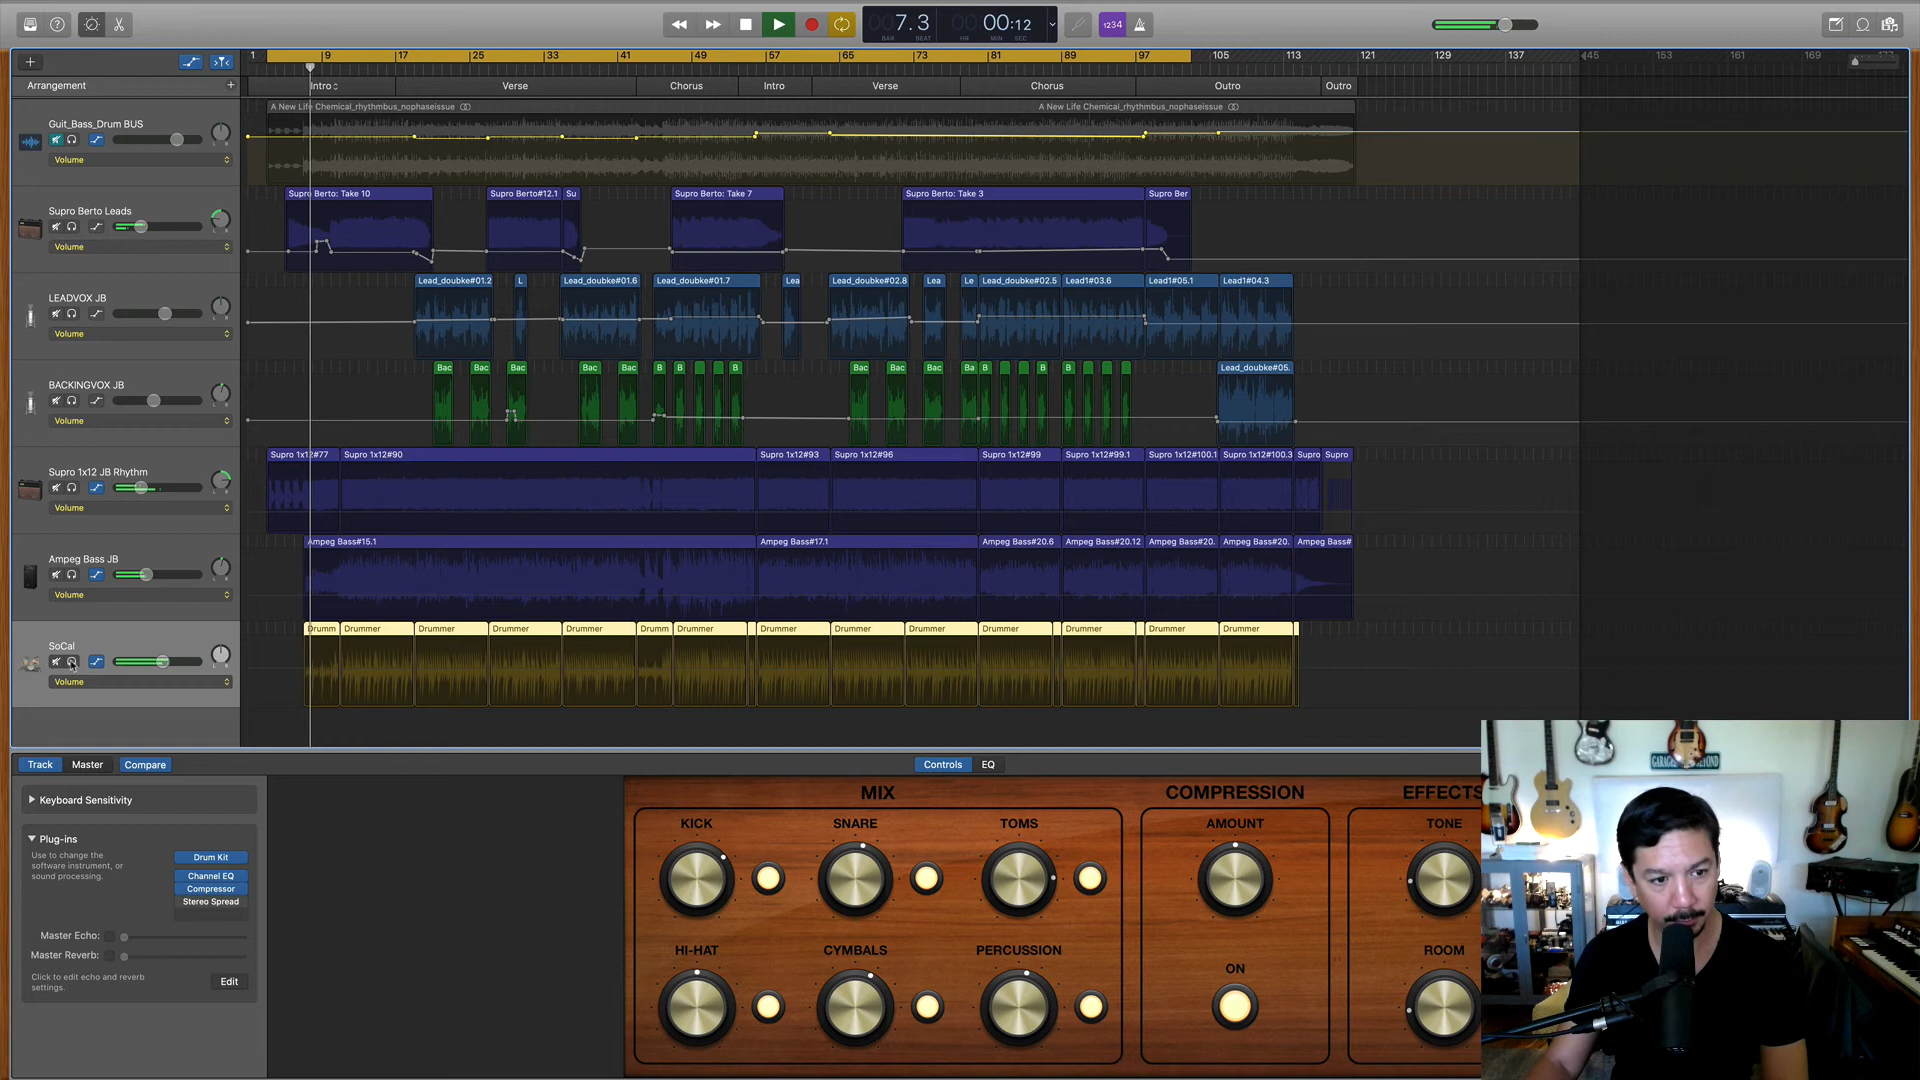 007.3
00 00:12
BAR BEAT
HR MIN SEC
1234
1 9 17 25 33 41 49 57 65 73 81 89 97 105 113 121 129 137 145 153 161 169 177
Arrangement
Intro Verse Chorus Intro Verse Chorus Outro Outro
A New Life Chemical_rhythmbus_nophaseissue
A New Life Chemical_rhythmbus_nophaseissue
Guit_Bass_Drum BUS
L R
Volume
Supro Berto: Take 10 Supro Berto#12.1 Su Supro Berto: Take 7 Supro Berto: Take 3 Supro Ber
Supro Berto Leads
L R
Volume
Lead_doubke#01.2 L Lead_doubke#01.6 Lead_doubke#01.7 Lea Lead_doubke#02.8 Lea Le Lead_doubke#02.5 Lead1#03.6 Lead1#05.1 Lead1#04.3
LEADVOX JB
L R
Volume
Bac Bac Bac Bac Bac B B B Bac Bac Bac Ba B B B Lead_doubke#05.
BACKINGVOX JB
L R
Volume
Supro 1x12#77 Supro 1x12#90 Supro 1x12#93 Supro 1x12#96 Supro 1x12#99 Supro 1x12#99.1 Supro 1x12#100.1 Supro 1x12#100.3 Supro Supro
Supro 1x12 JB Rhythm
L R
Volume
Ampeg Bass#15.1 Ampeg Bass#17.1 Ampeg Bass#20.6 Ampeg Bass#20.12 Ampeg Bass#20. Ampeg Bass#20. Ampeg Bass#
Ampeg Bass JB
L R
Volume
Drumm Drummer Drummer Drummer Drummer Drumm Drummer Drummer Drummer Drummer Drummer Drummer Drummer Drummer
SoCal
L R
Volume
Track Master Compare Controls EQ
Keyboard Sensitivity
Plug-ins
Use to change the
software instrument, or
sound processing.
Drum Kit
Channel EQ
Compressor
Stereo Spread
Master Echo:
Master Reverb:
Click to edit echo and reverb
settings.
Edit
MIX COMPRESSION EFFECTS
KICK SNARE TOMS AMOUNT TONE
HI-HAT CYMBALS PERCUSSION ON ROOM